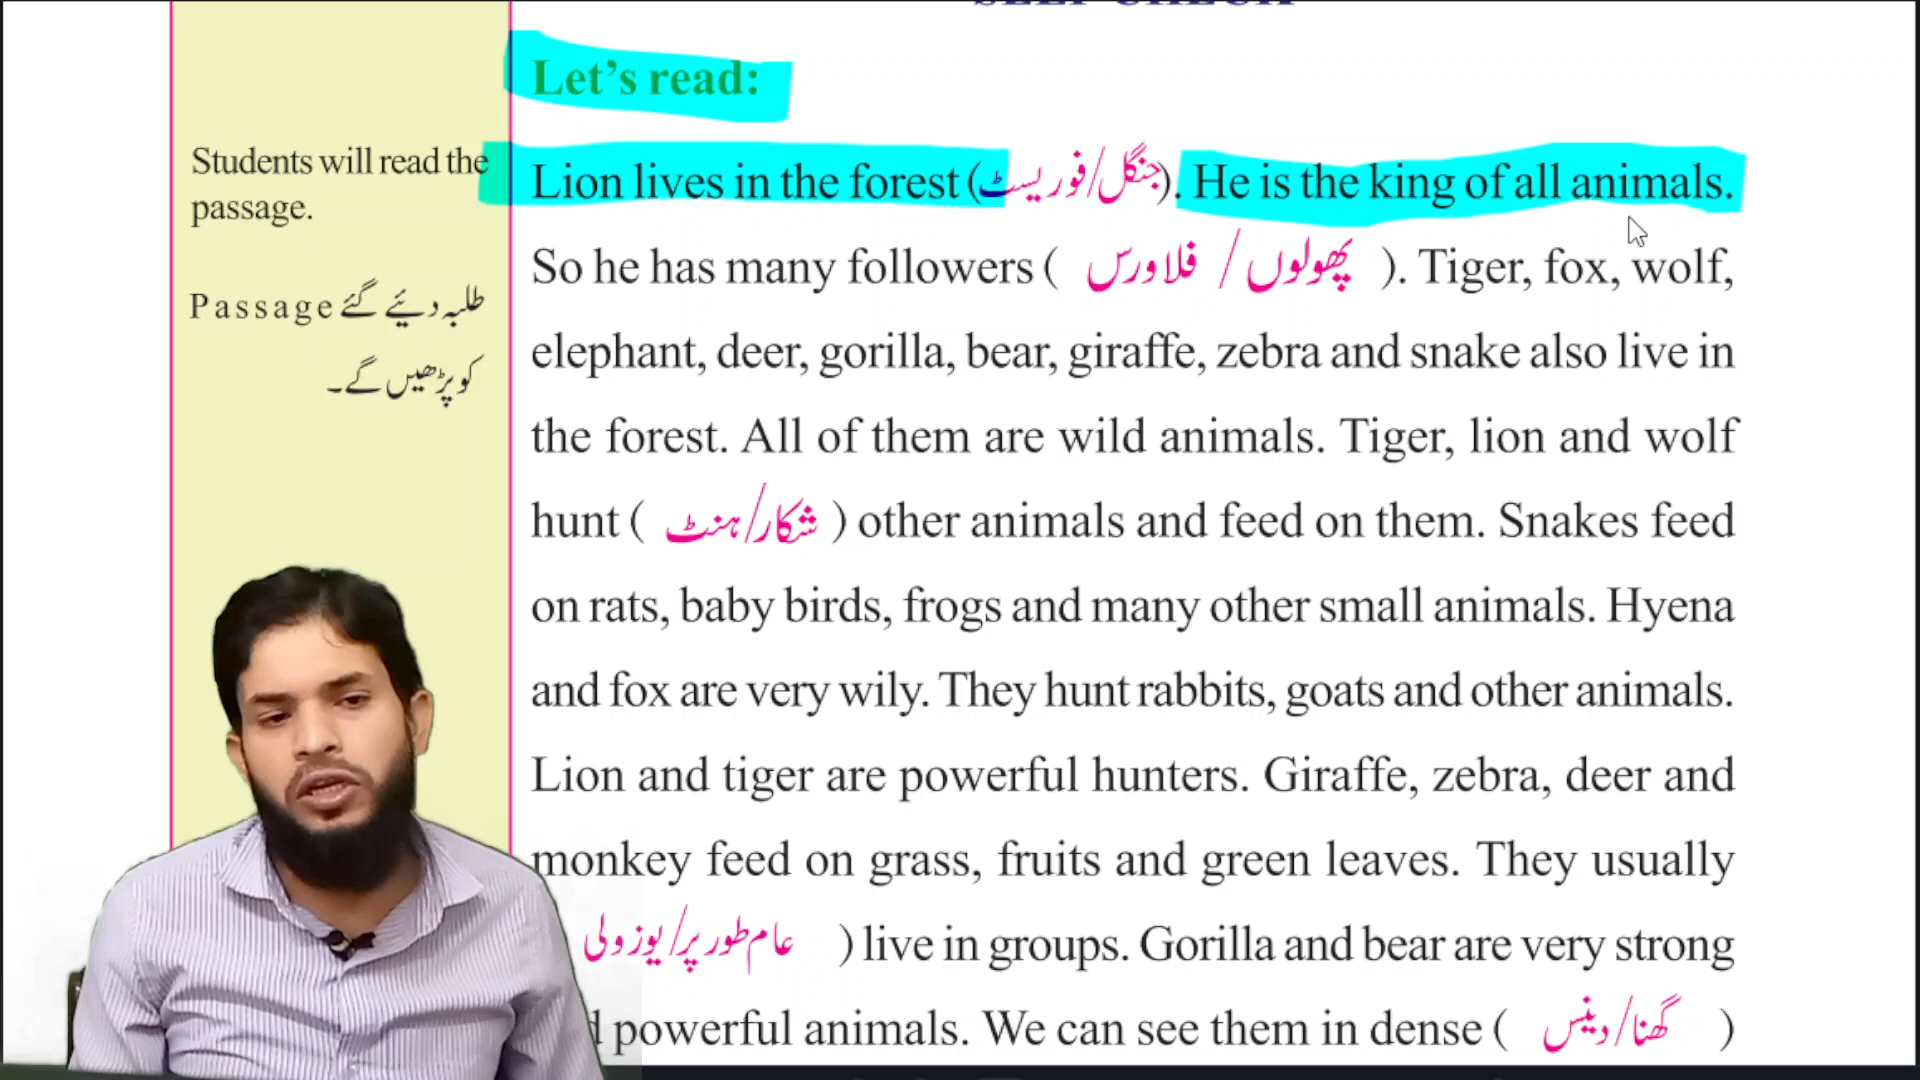 SELF CHECK
Let's read:
Students will read the
passage.
طلبہ دئیے گئے Passage
کو پڑھیں گے۔
Lion lives in the forest (جنگل/فوریسٹ). He is the king of all animals.
So he has many followers ( پھولوں / فلاورس ). Tiger, fox, wolf,
elephant, deer, gorilla, bear, giraffe, zebra and snake also live in
the forest. All of them are wild animals. Tiger, lion and wolf
hunt ( شکار/ہنٹ ) other animals and feed on them. Snakes feed
on rats, baby birds, frogs and many other small animals. Hyena
and fox are very wily. They hunt rabbits, goats and other animals.
Lion and tiger are powerful hunters. Giraffe, zebra, deer and
monkey feed on grass, fruits and green leaves. They usually
عام طور پر/یوزولی ) live in groups. Gorilla and bear are very strong
powerful animals. We can see them in dense ( گھنا/دینس )